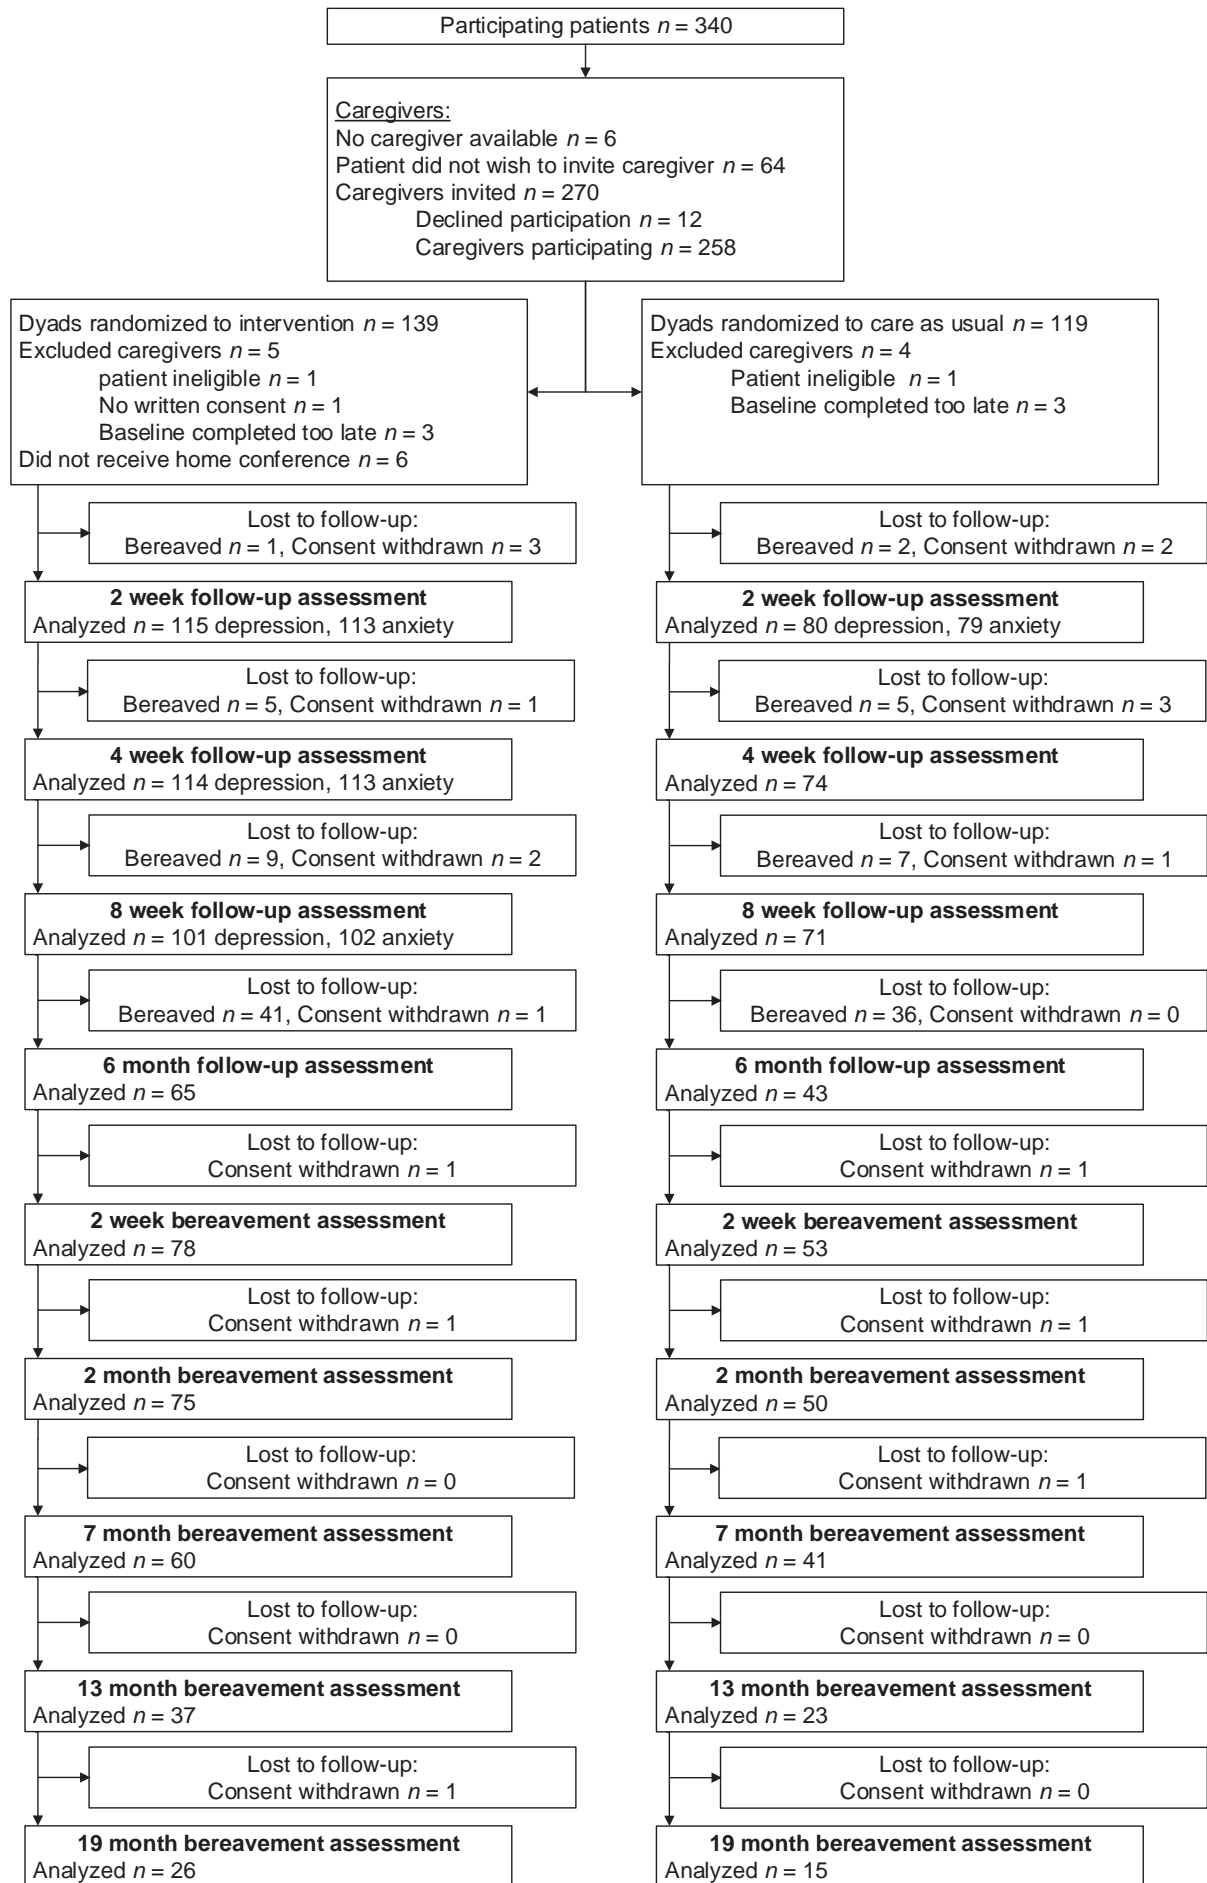 Participating patients n = 340
Caregivers:
No caregiver available n = 6
Patient did not wish to invite caregiver n = 64
Caregivers invited n = 270
Declined participation n = 12
Caregivers participating n = 258
Dyads randomized to intervention n = 139
Excluded caregivers n = 5
patient ineligible n = 1
No written consent n = 1
Baseline completed too late n = 3
Did not receive home conference n = 6
Dyads randomized to care as usual n = 119
Excluded caregivers n = 4
Patient ineligible n = 1
Baseline completed too late n = 3
Lost to follow-up:
Bereaved n = 1, Consent withdrawn n = 3
Lost to follow-up:
Bereaved n = 2, Consent withdrawn n = 2
2 week follow-up assessment
Analyzed n = 115 depression, 113 anxiety
2 week follow-up assessment
Analyzed n = 80 depression, 79 anxiety
Lost to follow-up:
Bereaved n = 5, Consent withdrawn n = 1
Lost to follow-up:
Bereaved n = 5, Consent withdrawn n = 3
4 week follow-up assessment
Analyzed n = 114 depression, 113 anxiety
4 week follow-up assessment
Analyzed n = 74
Lost to follow-up:
Bereaved n = 9, Consent withdrawn n = 2
Lost to follow-up:
Bereaved n = 7, Consent withdrawn n = 1
8 week follow-up assessment
Analyzed n = 101 depression, 102 anxiety
8 week follow-up assessment
Analyzed n = 71
Lost to follow-up:
Bereaved n = 41, Consent withdrawn n = 1
Lost to follow-up:
Bereaved n = 36, Consent withdrawn n = 0
6 month follow-up assessment
Analyzed n = 65
6 month follow-up assessment
Analyzed n = 43
Lost to follow-up:
Consent withdrawn n = 1
Lost to follow-up:
Consent withdrawn n = 1
2 week bereavement assessment
Analyzed n = 78
2 week bereavement assessment
Analyzed n = 53
Lost to follow-up:
Consent withdrawn n = 1
Lost to follow-up:
Consent withdrawn n = 1
2 month bereavement assessment
Analyzed n = 75
2 month bereavement assessment
Analyzed n = 50
Lost to follow-up:
Consent withdrawn n = 0
Lost to follow-up:
Consent withdrawn n = 1
7 month bereavement assessment
Analyzed n = 60
7 month bereavement assessment
Analyzed n = 41
Lost to follow-up:
Consent withdrawn n = 0
Lost to follow-up:
Consent withdrawn n = 0
13 month bereavement assessment
Analyzed n = 37
13 month bereavement assessment
Analyzed n = 23
Lost to follow-up:
Consent withdrawn n = 1
Lost to follow-up:
Consent withdrawn n = 0
19 month bereavement assessment
Analyzed n = 26
19 month bereavement assessment
Analyzed n = 15